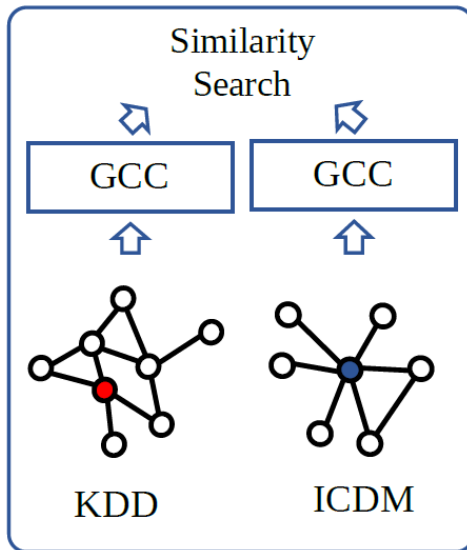 Similarity
Search
GCC
GCC
KDD
ICDM